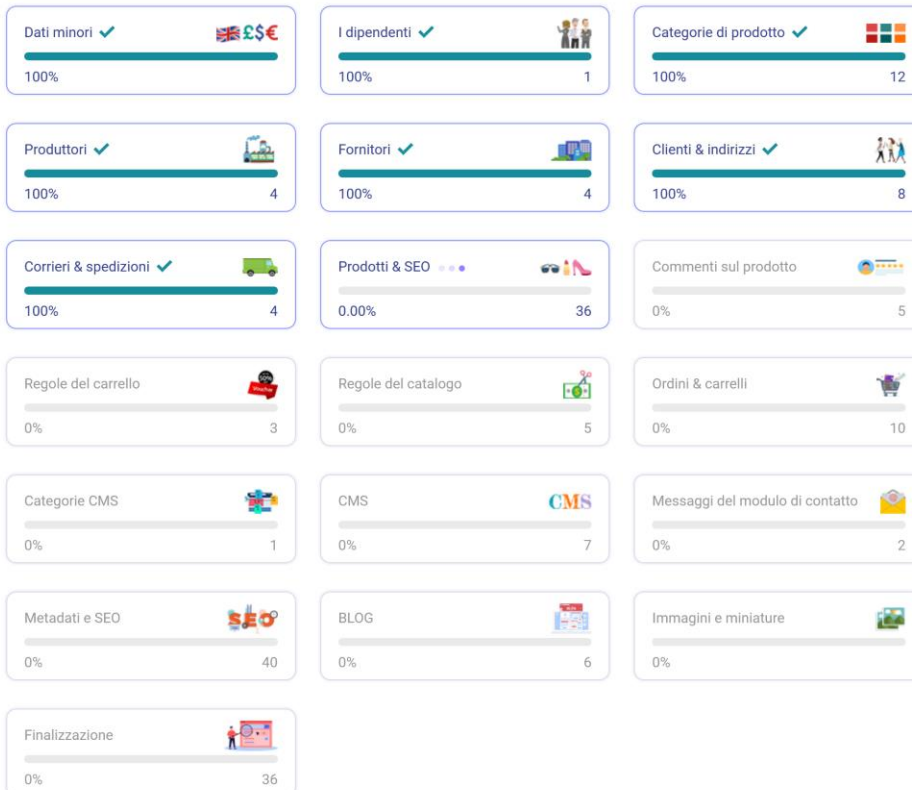 Dati minori £$€
100%
I dipendenti
100% 1
Categorie di prodotto
100% 12
Produttori
100% 4
Fornitori
100% 4
Clienti & indirizzi
100% 8
Corrieri & spedizioni
100% 4
Prodotti & SEO
0.00% 36
Commenti sul prodotto
0% 5
Regole del carrello
0% 3
Regole del catalogo
0% 5
Ordini & carrelli
0% 10
Categorie CMS
0% 1
CMS CMS
0% 7
Messaggi del modulo di contatto
0% 2
Metadati e SEO SEO
0% 40
BLOG
0% 6
Immagini e miniature
0%
Finalizzazione
0% 36